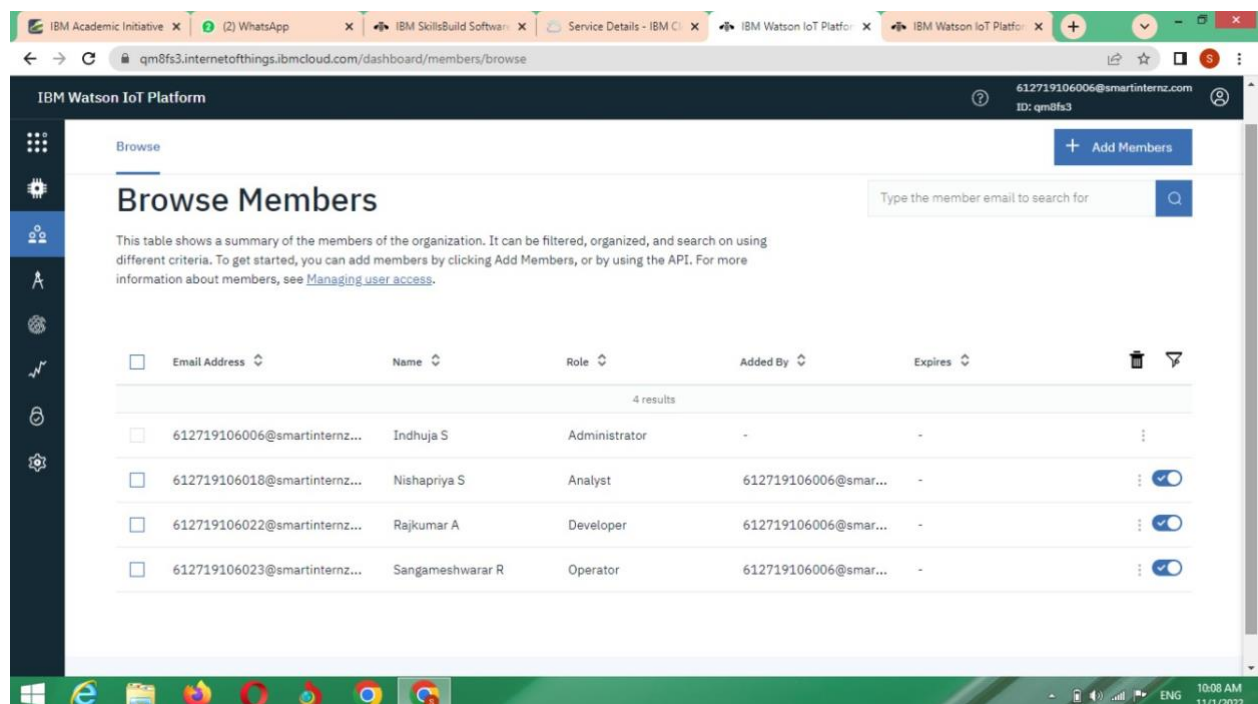 IBM Academic Initiative
(2) WhatsApp
IBM SkillsBuild Software
Service Details - IBM Cl
IBM Watson IoT Platfor
IBM Watson IoT Platfor
qm8fs3.internetofthings.ibmcloud.com/dashboard/members/browse
S
IBM Watson IoT Platform
612719106006@smartinternz.com
ID: qm8fs3
Browse
+ Add Members
Browse Members
Type the member email to search for
This table shows a summary of the members of the organization. It can be filtered, organized, and search on using
different criteria. To get started, you can add members by clicking Add Members, or by using the API. For more
information about members, see Managing user access.
Email Address Name Role Added By Expires
4 results
612719106006@smartinternz... Indhuja S Administrator - -
612719106018@smartinternz... Nishapriya S Analyst 612719106006@smar... -
612719106022@smartinternz... Rajkumar A Developer 612719106006@smar... -
612719106023@smartinternz... Sangameshwarar R Operator 612719106006@smar... -
ENG
10:08 AM
11/1/2022